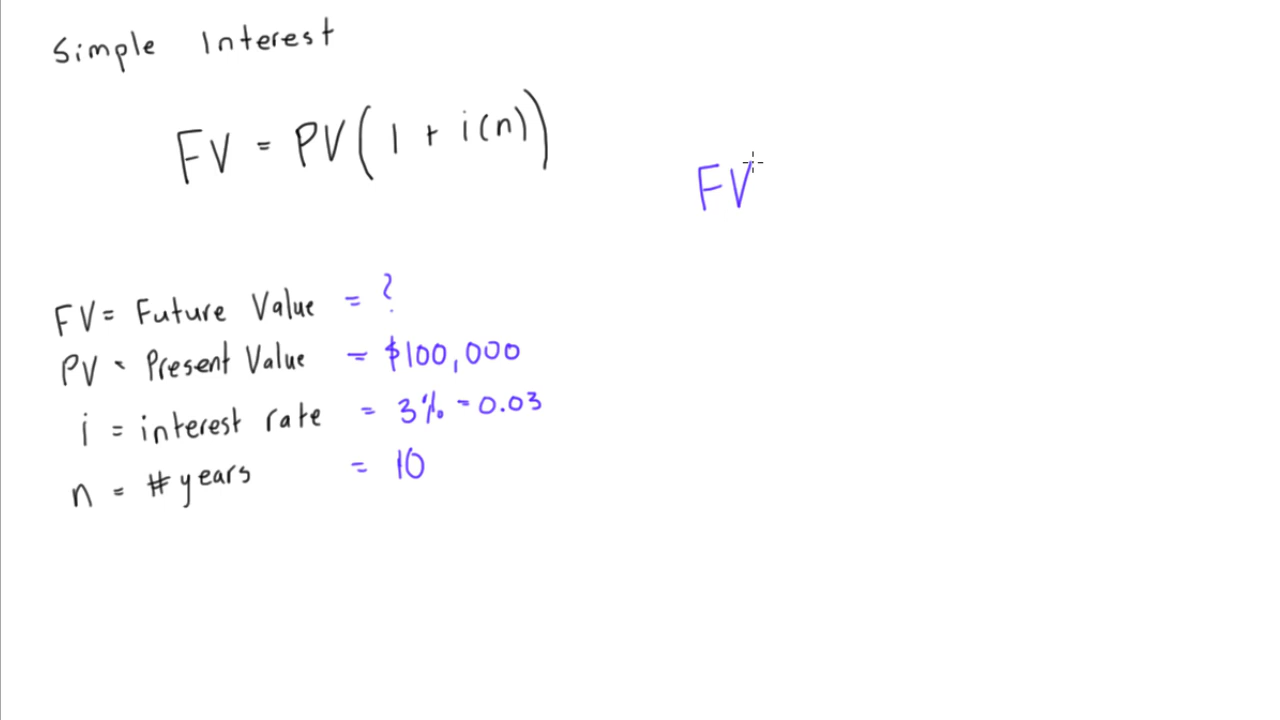 Simple Interest
FV = PV(1 + i(n))
FV
FV = Future Value = ?
PV = Present Value = $100,000
i = interest rate = 3% = 0.03
n = # years = 10